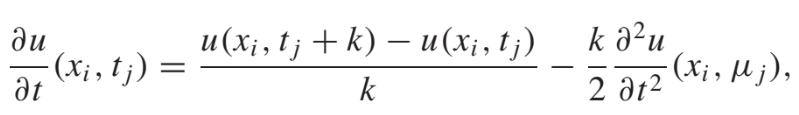 ∂u/∂t (x_i, t_j) = (u(x_i, t_j + k) − u(x_i, t_j))/k − k/2 ∂²u/∂t² (x_i, μ_j),